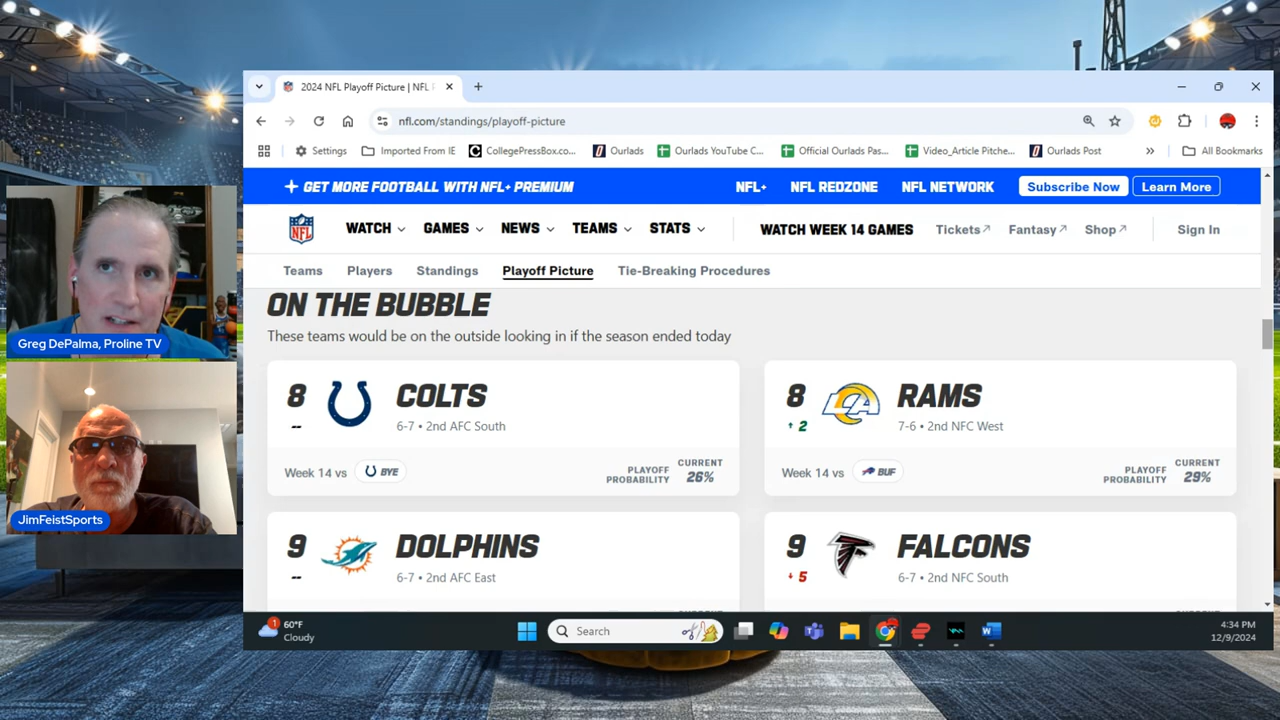 2024 NFL Playoff Picture | NFL
nfl.com/standings/playoff-picture
Settings
Imported From IE
CollegePressBox.co...
Ourlads
Ourlads YouTube C...
Official Ourlads Pas...
Video_Article Pitche...
Ourlads Post
All Bookmarks
GET MORE FOOTBALL WITH NFL+ PREMIUM
NFL+
NFL REDZONE
NFL NETWORK
Subscribe Now
Learn More
NFL
WATCH
GAMES
NEWS
TEAMS
STATS
WATCH WEEK 14 GAMES
Tickets
Fantasy
Shop
Sign In
Teams
Players
Standings
Playoff Picture
Tie-Breaking Procedures
ON THE BUBBLE
These teams would be on the outside looking in if the season ended today
8
--
COLTS
6-7 • 2nd AFC South
Week 14 vs
BYE
PLAYOFF
PROBABILITY
CURRENT
26%
8
2
LA
RAMS
7-6 • 2nd NFC West
Week 14 vs
BUF
PLAYOFF
PROBABILITY
CURRENT
29%
9
--
DOLPHINS
6-7 • 2nd AFC East
9
5
FALCONS
6-7 • 2nd NFC South
Greg DePalma, Proline TV
JimFeistSports
1
60°F
Cloudy
Search
4:34 PM
12/9/2024